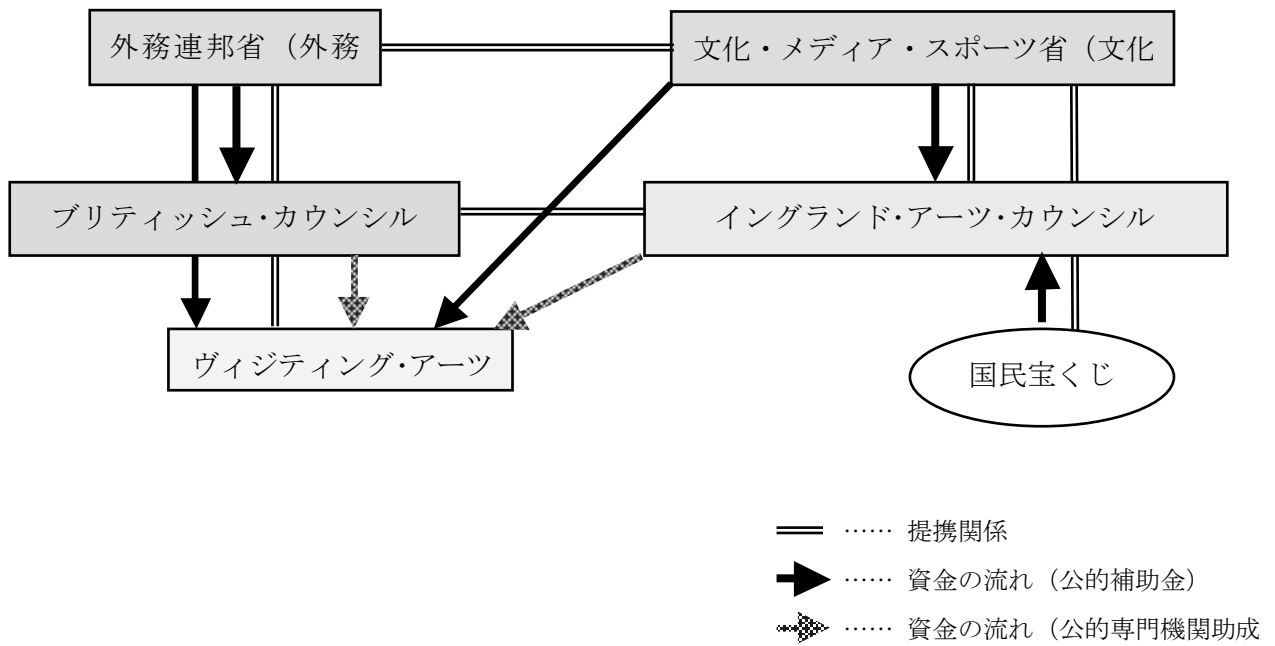 外務連邦省（外務
文化・メディア・スポーツ省（文化
ブリティッシュ・カウンシル
イングランド・アーツ・カウンシル
ヴィジティング・アーツ
国民宝くじ
…… 提携関係
…… 資金の流れ（公的補助金）
…… 資金の流れ（公的専門機関助成